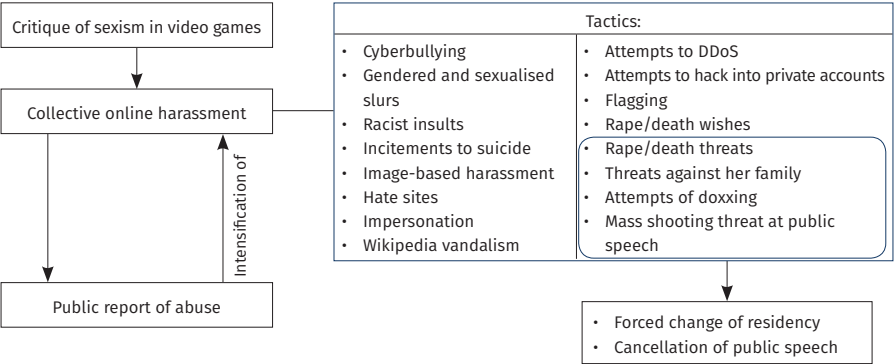 Critique of sexism in video games
Collective online harassment
Intensification of
Public report of abuse
Tactics:
• Cyberbullying
• Gendered and sexualised
slurs
• Racist insults
• Incitements to suicide
• Image-based harassment
• Hate sites
• Impersonation
• Wikipedia vandalism
• Attempts to DDoS
• Attempts to hack into private accounts
• Flagging
• Rape/death wishes
• Rape/death threats
• Threats against her family
• Attempts of doxxing
• Mass shooting threat at public
speech
• Forced change of residency
• Cancellation of public speech